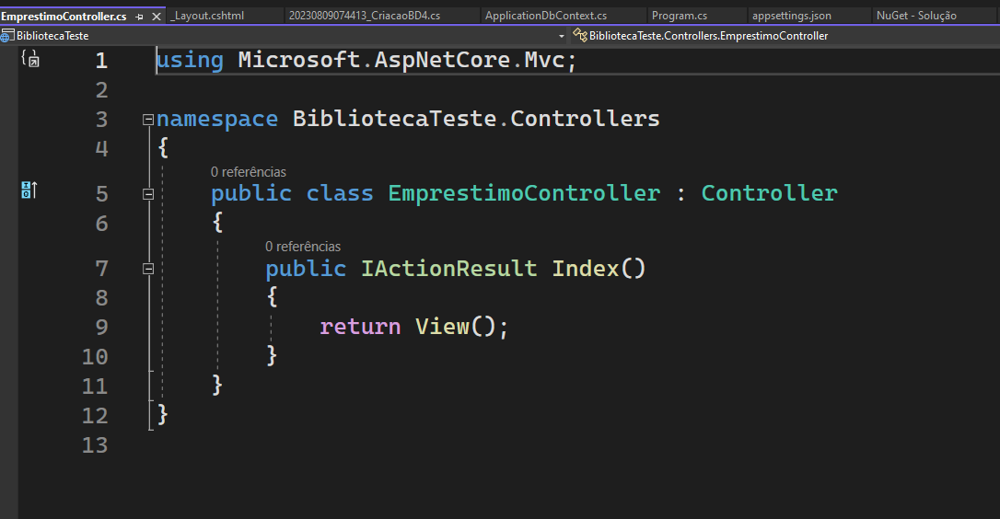 EmprestimoController.cs _Layout.cshtml 20230809074413_CriacaoBD4.cs ApplicationDbContext.cs Program.cs appsettings.json NuGet - Solução
BibliotecaTeste BibliotecaTeste.Controllers.EmprestimoController
1 using Microsoft.AspNetCore.Mvc;
2
3 namespace BibliotecaTeste.Controllers
4 {
0 referências
5 public class EmprestimoController : Controller
6 {
0 referências
7 public IActionResult Index()
8 {
9 return View();
10 }
11 }
12 }
13